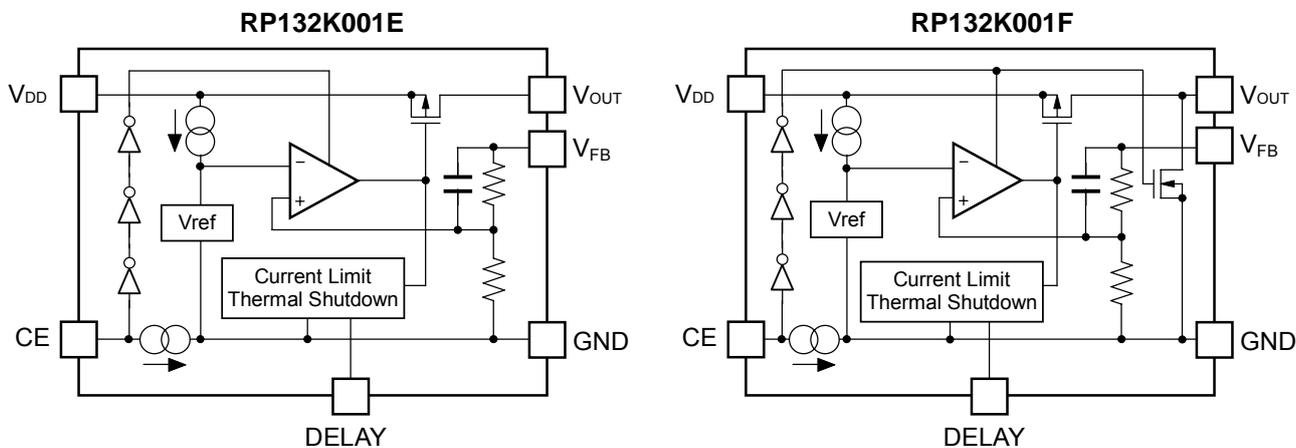 RP132K001E
VDD
VOUT
VFB
−
+
Vref
Current Limit
Thermal Shutdown
CE
GND
DELAY
RP132K001F
VDD
VOUT
VFB
−
+
Vref
Current Limit
Thermal Shutdown
CE
GND
DELAY